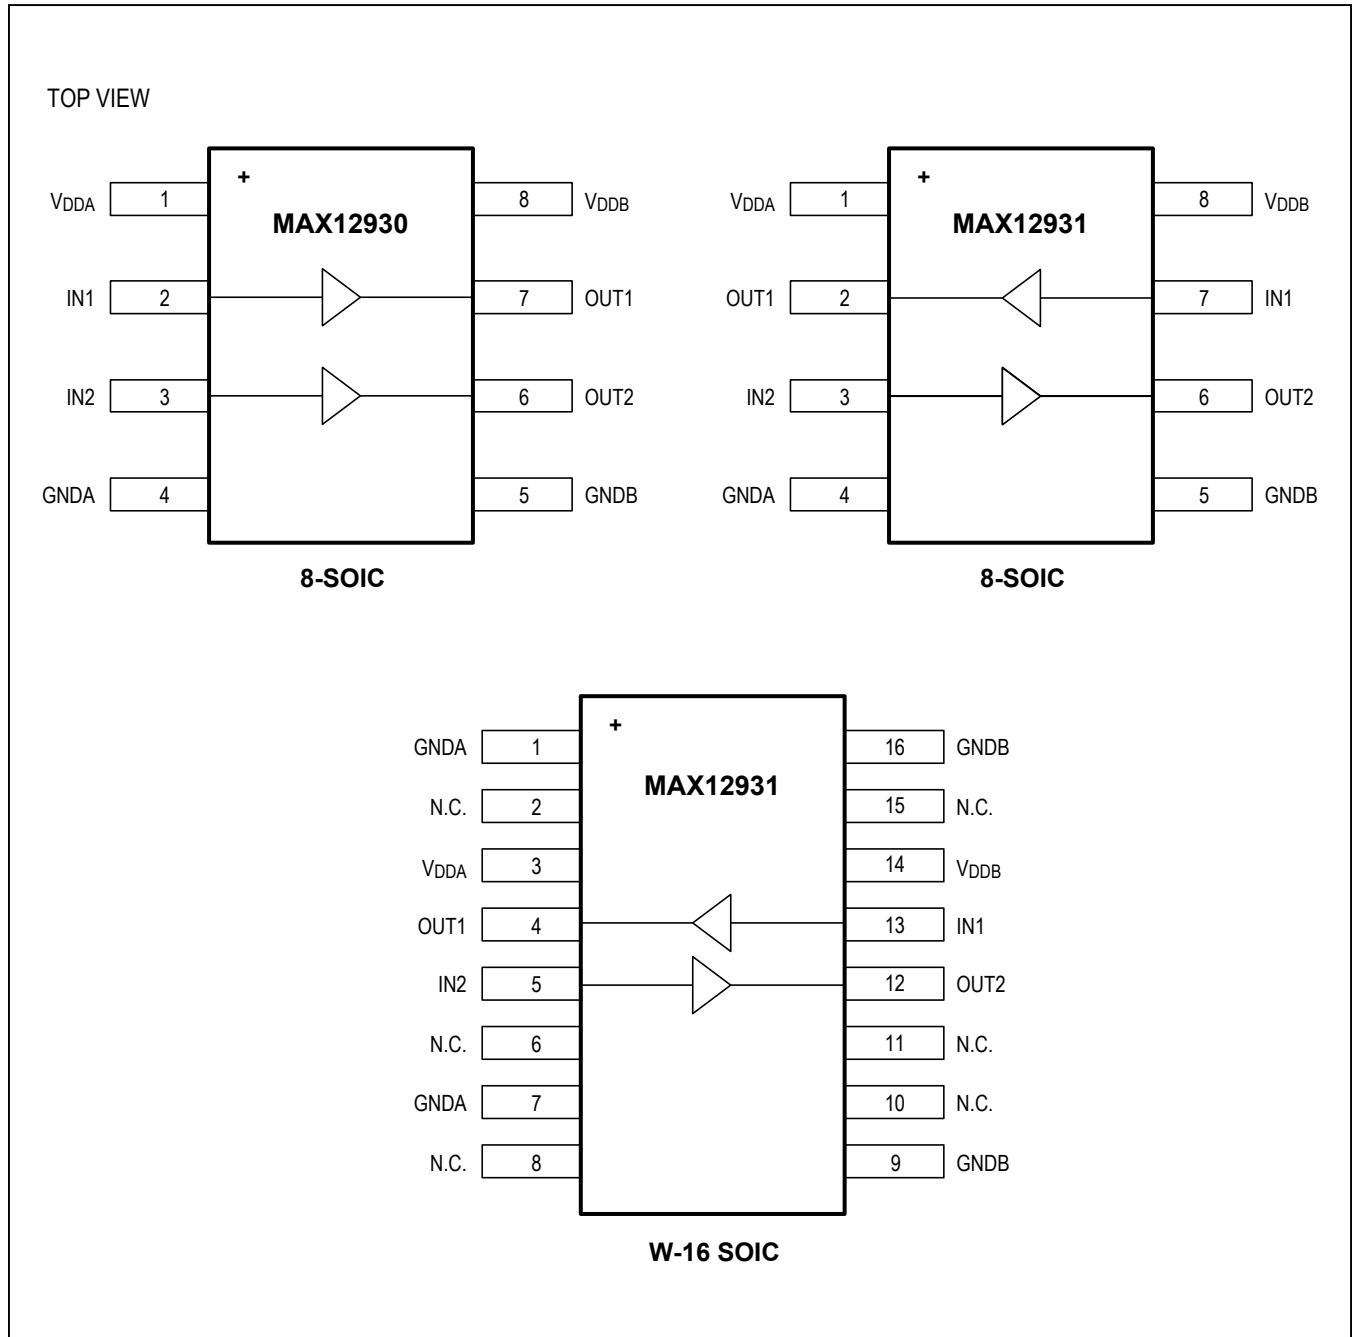 TOP VIEW
+ +
MAX12930 MAX12931
VDDA 1 8 VDDB VDDA 1 8 VDDB
IN1 2 7 OUT1 OUT1 2 7 IN1
IN2 3 6 OUT2 IN2 3 6 OUT2
GNDA 4 5 GNDB GNDA 4 5 GNDB
8-SOIC 8-SOIC
+
MAX12931
GNDA 1 16 GNDB
N.C. 2 15 N.C.
VDDA 3 14 VDDB
OUT1 4 13 IN1
IN2 5 12 OUT2
N.C. 6 11 N.C.
GNDA 7 10 N.C.
N.C. 8 9 GNDB
W-16 SOIC